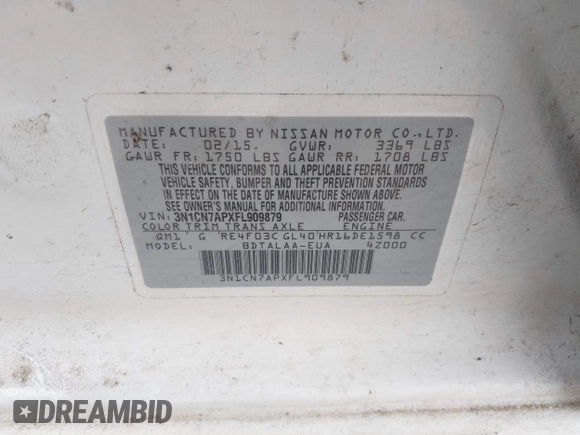 MANUFACTURED BY NISSAN MOTOR CO.,LTD.
DATE: 02/15. GVWR: 3369 LBS
GAWR FR: 1750 LBS GAWR RR: 1708 LBS
THIS VEHICLE CONFORMS TO ALL APPLICABLE FEDERAL MOTOR
VEHICLE SAFETY, BUMPER AND THEFT PREVENTION STANDARDS
IN EFFECT ON THE DATE OF MANUFACTURE SHOWN ABOVE.
SEE OWNER'S MANUAL FOR ADDITIONAL INFORMATION.
VIN: 3N1CN7APXFL909879 PASSENGER CAR.
COLOR TRIM TRANS AXLE ENGINE
QM1 G RE4F03C GL40 HR16DE1598 CC
BDTALAA-EUA 4Z000
3N1CN7APXFL909879
DREAMBID